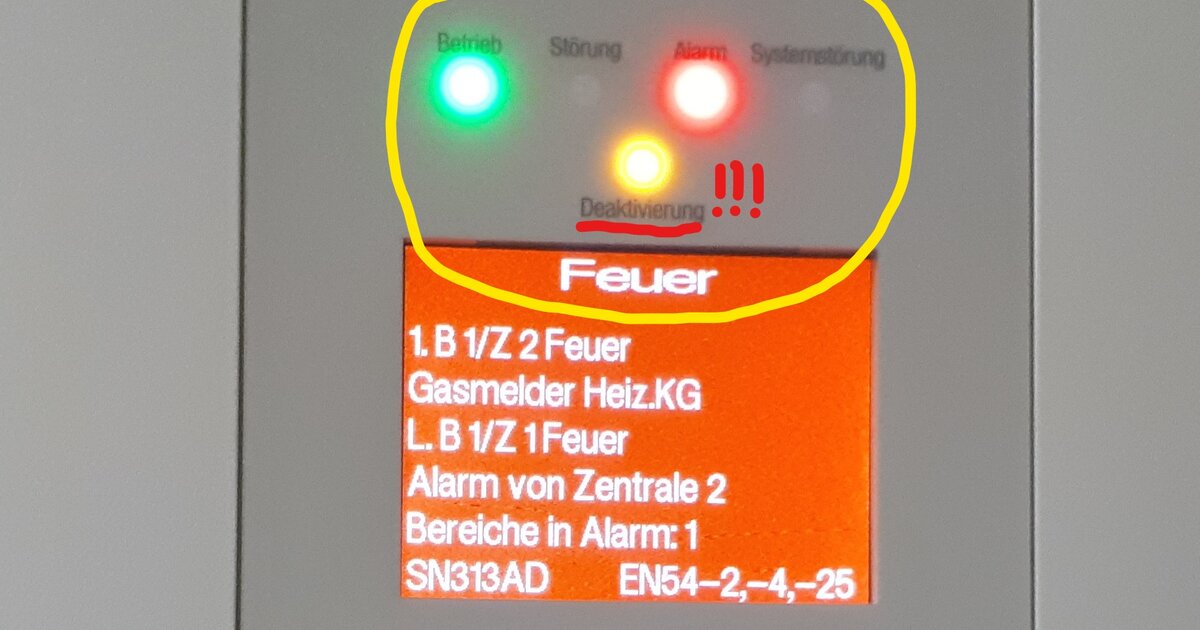 Betrieb Störung Alarm Systemstörung
Deaktivierung !!!
Feuer
1. B 1/Z 2 Feuer
Gasmelder Heiz.KG
L. B 1/Z 1 Feuer
Alarm von Zentrale 2
Bereiche in Alarm: 1
SN313AD EN54-2,-4,-25